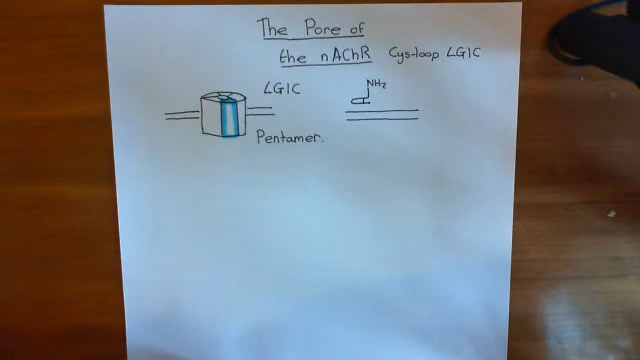 The Pore of
the nAChR Cys-loop LGIC
LGIC
NH₂
Pentamer.